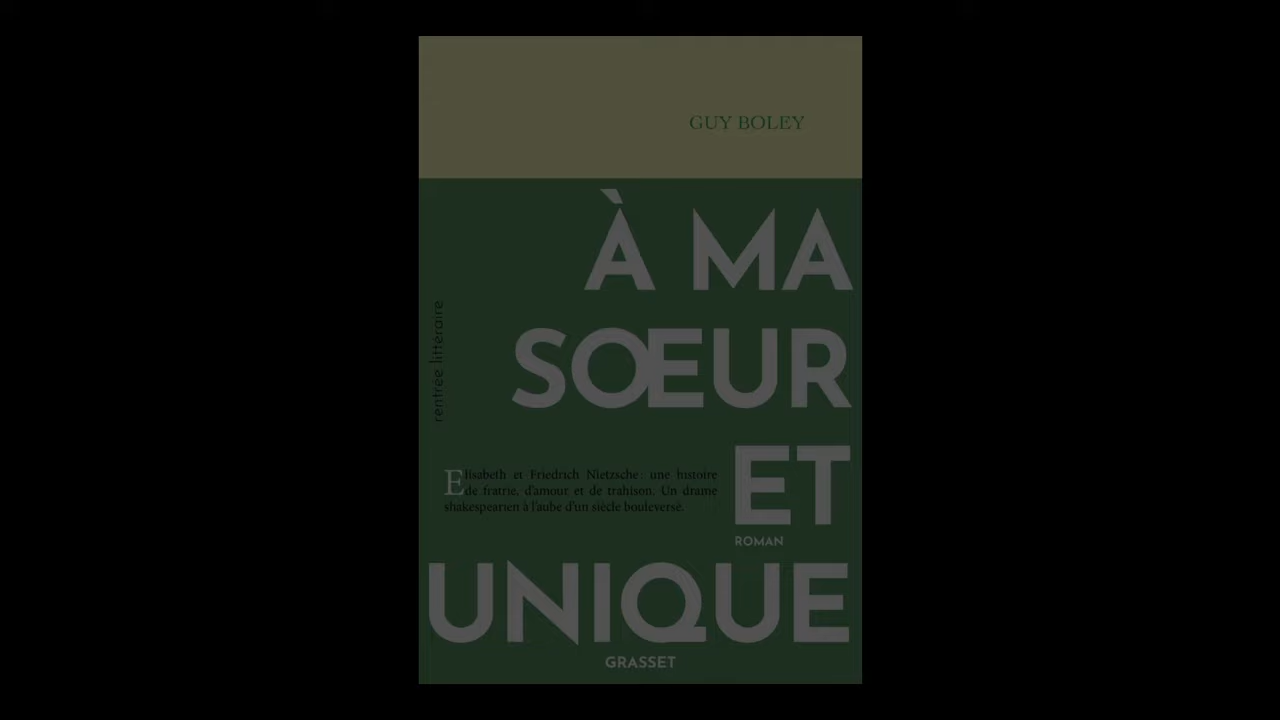 GUY BOLEY
À MA
SŒUR
rentrée littéraire
ET
Elisabeth et Friedrich Nietzsche : une histoire
de fratrie, d'amour et de trahison. Un drame
shakespearien à l'aube d'un siècle bouleversé.
ROMAN
UNIQUE
GRASSET